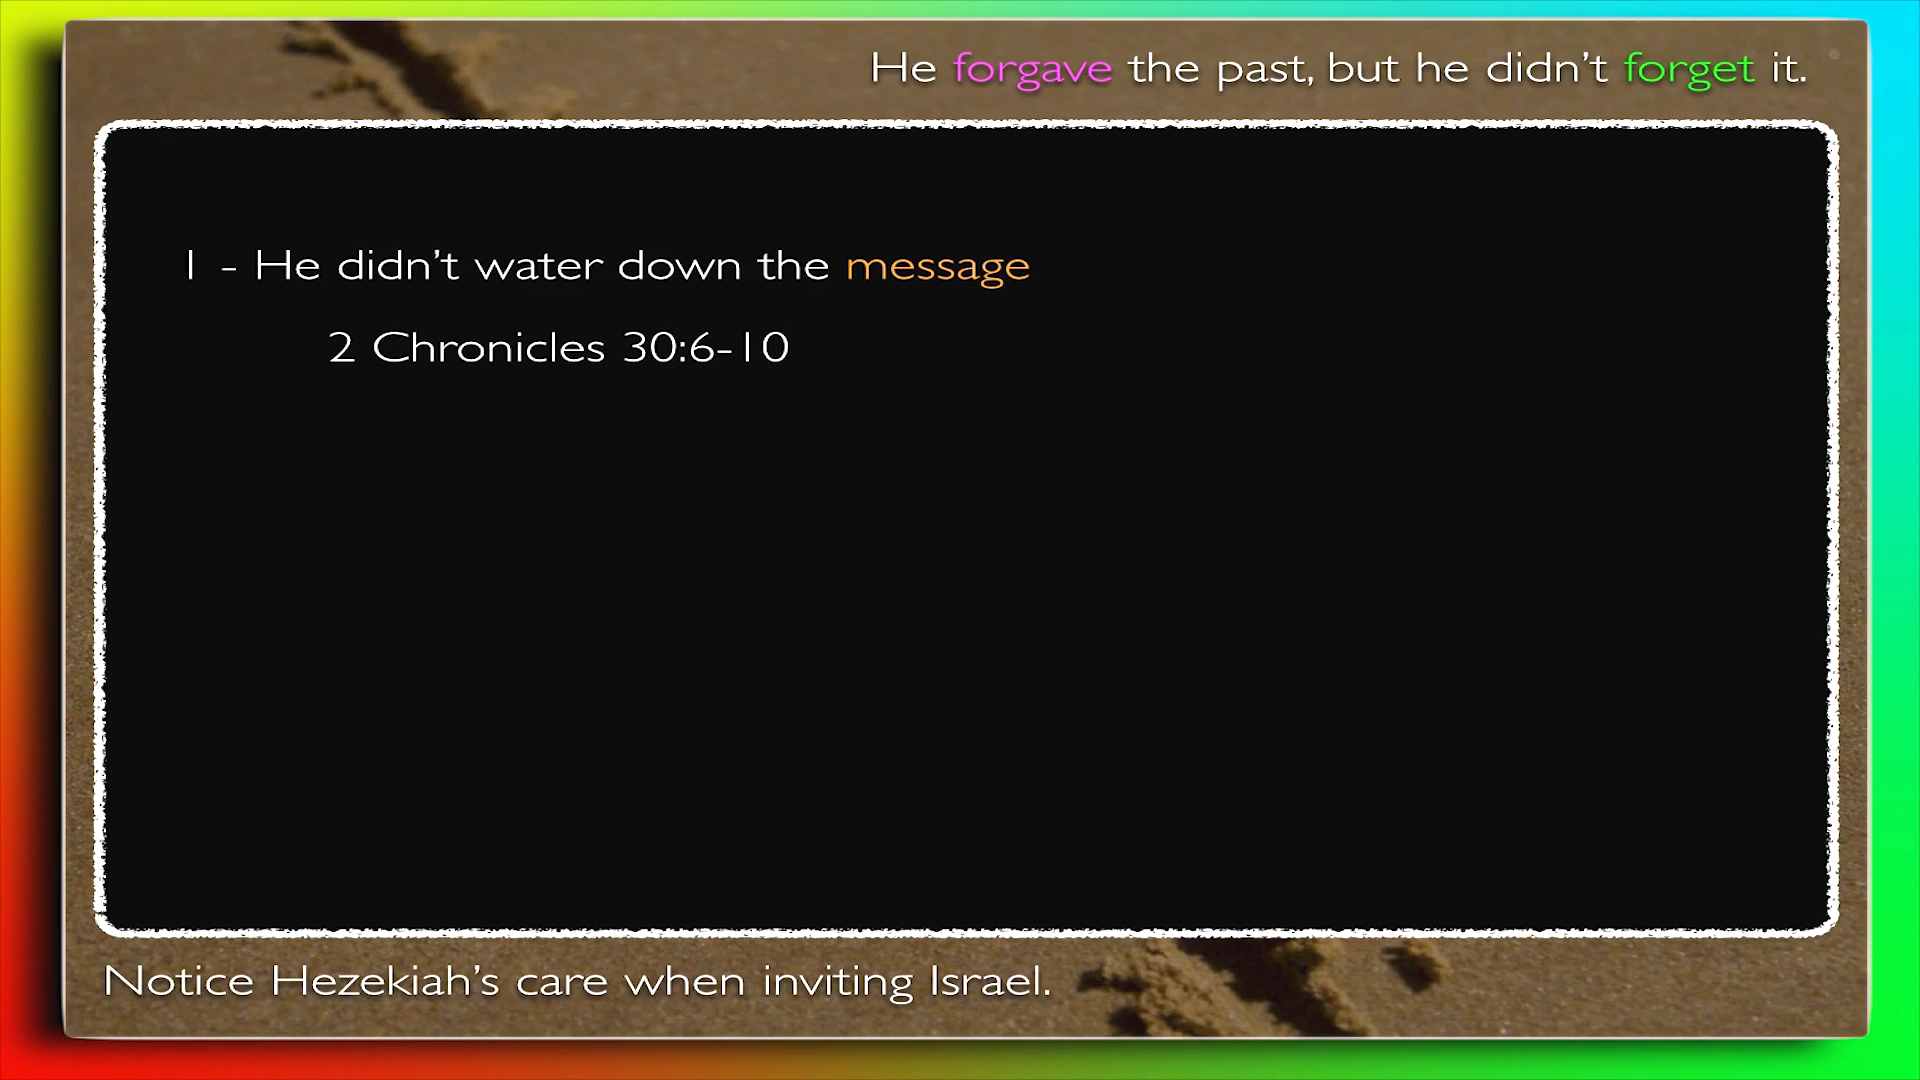 He forgave the past, but he didn’t forget it.
1 - He didn’t water down the message
2 Chronicles 30:6-10
Notice Hezekiah’s care when inviting Israel.